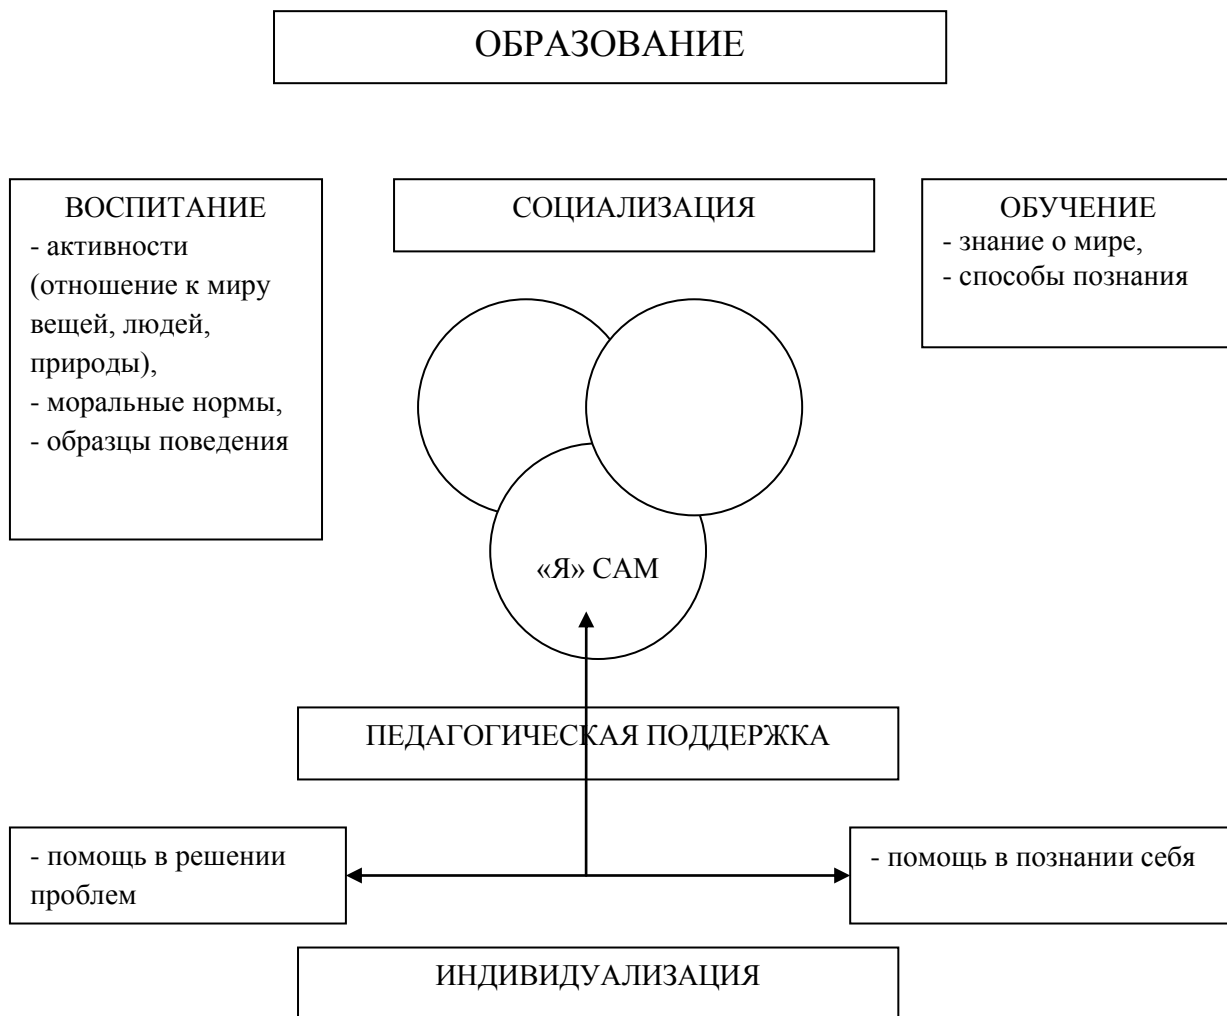 ОБРАЗОВАНИЕ
ВОСПИТАНИЕ
- активности
(отношение к миру
вещей, людей,
природы),
- моральные нормы,
- образцы поведения
СОЦИАЛИЗАЦИЯ
ОБУЧЕНИЕ
- знание о мире,
- способы познания
«Я» САМ
ПЕДАГОГИЧЕСКАЯ ПОДДЕРЖКА
- помощь в решении
проблем
- помощь в познании себя
ИНДИВИДУАЛИЗАЦИЯ